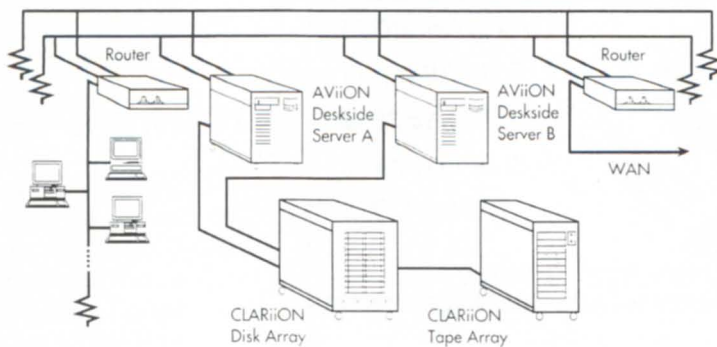 Router
AViiON
Deskside
Server A
AViiON
Deskside
Server B
Router
WAN
CLARiiON
Disk Array
CLARiiON
Tape Array